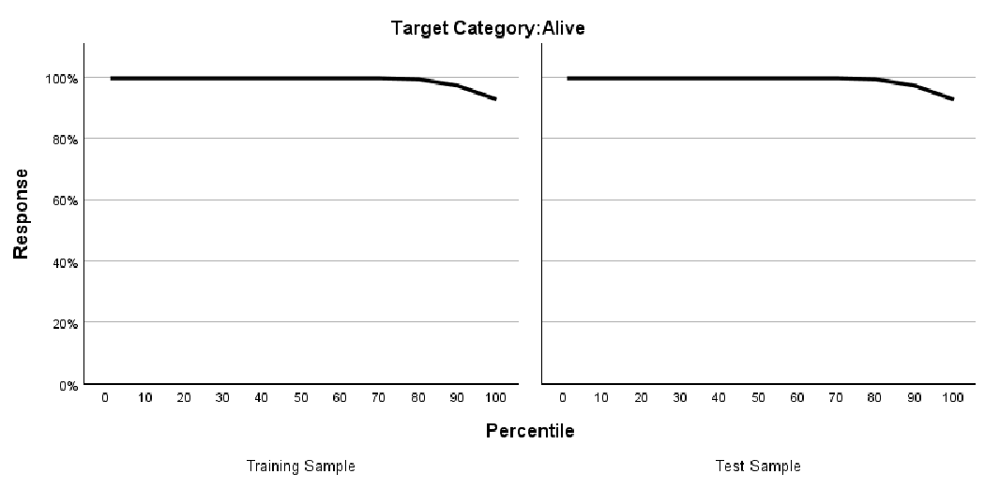 Target Category:Alive
100%
80%
60%
40%
20%
0%
Response
0 10 20 30 40 50 60 70 80 90 100
0 10 20 30 40 50 60 70 80 90 100
Percentile
Training Sample
Test Sample